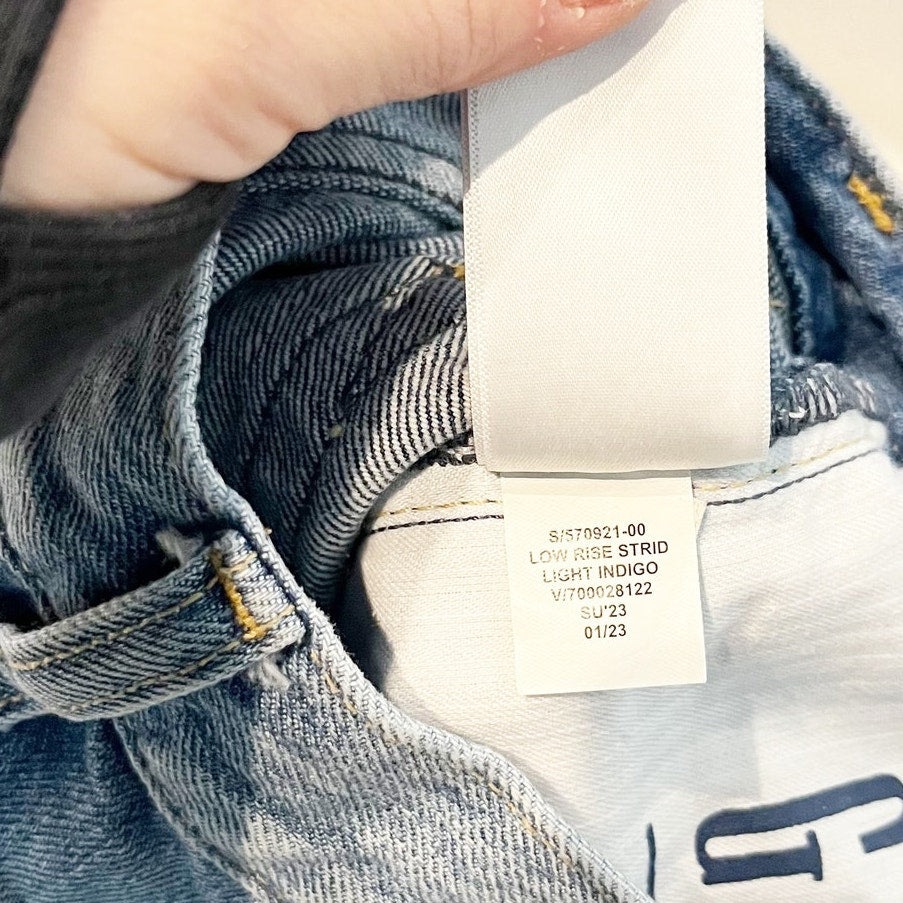 S/570921-00
LOW RISE STRID
LIGHT INDIGO
V/700028122
SU'23
01/23
G